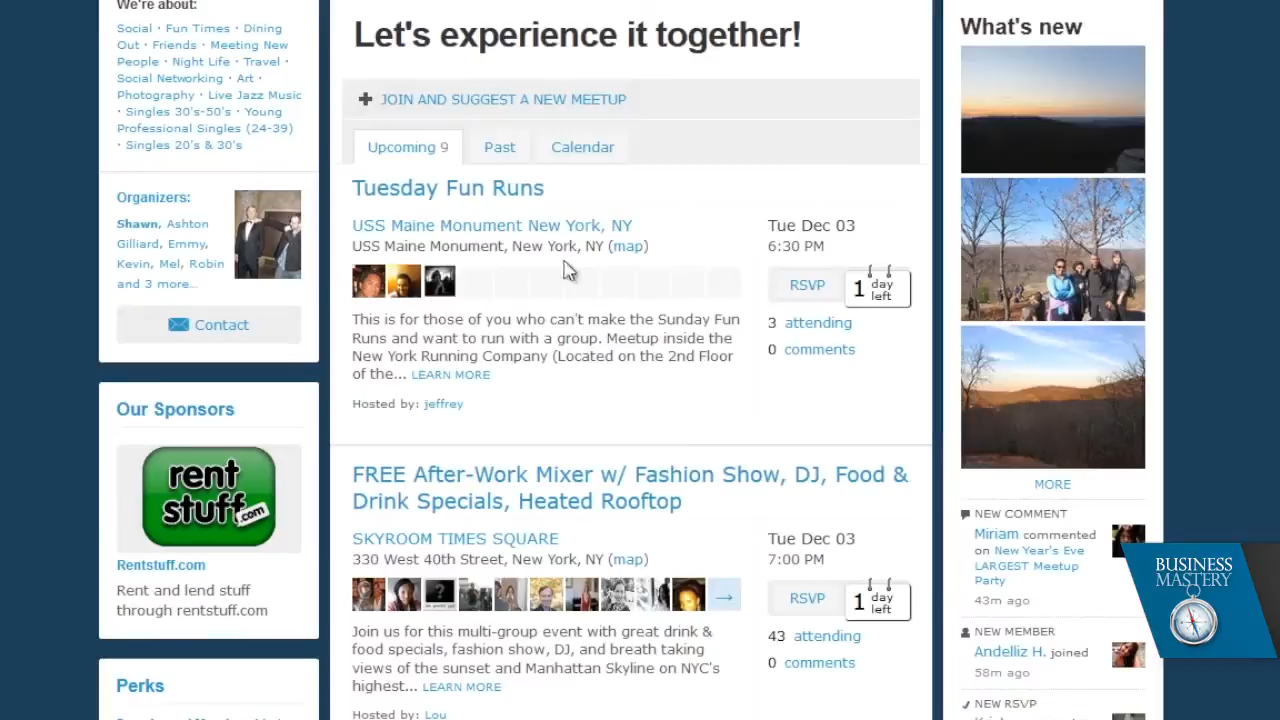 We're about:
Social · Fun Times · Dining
Out · Friends · Meeting New
People · Night Life · Travel ·
Social Networking · Art ·
Photography · Live Jazz Music
· Singles 30's-50's · Young
Professional Singles (24-39)
· Singles 20's & 30's
Organizers:
Shawn, Ashton
Gilliard, Emmy,
Kevin, Mel, Robin
and 3 more...
Contact
Our Sponsors
rent
stuff.com
Rentstuff.com
Rent and lend stuff
through rentstuff.com
Perks
Let's experience it together!
JOIN AND SUGGEST A NEW MEETUP
Upcoming 9 Past Calendar
Tuesday Fun Runs
USS Maine Monument New York, NY
USS Maine Monument, New York, NY (map)
Tue Dec 03
6:30 PM
RSVP
1 day
left
3 attending
0 comments
This is for those of you who can't make the Sunday Fun
Runs and want to run with a group. Meetup inside the
New York Running Company (Located on the 2nd Floor
of the... LEARN MORE
Hosted by: jeffrey
FREE After-Work Mixer w/ Fashion Show, DJ, Food &
Drink Specials, Heated Rooftop
SKYROOM TIMES SQUARE
330 West 40th Street, New York, NY (map)
Tue Dec 03
7:00 PM
RSVP
1 day
left
43 attending
0 comments
Join us for this multi-group event with great drink &
food specials, fashion show, DJ, and breath taking
views of the sunset and Manhattan Skyline on NYC's
highest... LEARN MORE
Hosted by: Lou
What's new
MORE
NEW COMMENT
Miriam commented
on New Year's Eve
LARGEST Meetup
Party
43m ago
NEW MEMBER
Andelliz H. joined
58m ago
NEW RSVP
BUSINESS
MASTERY